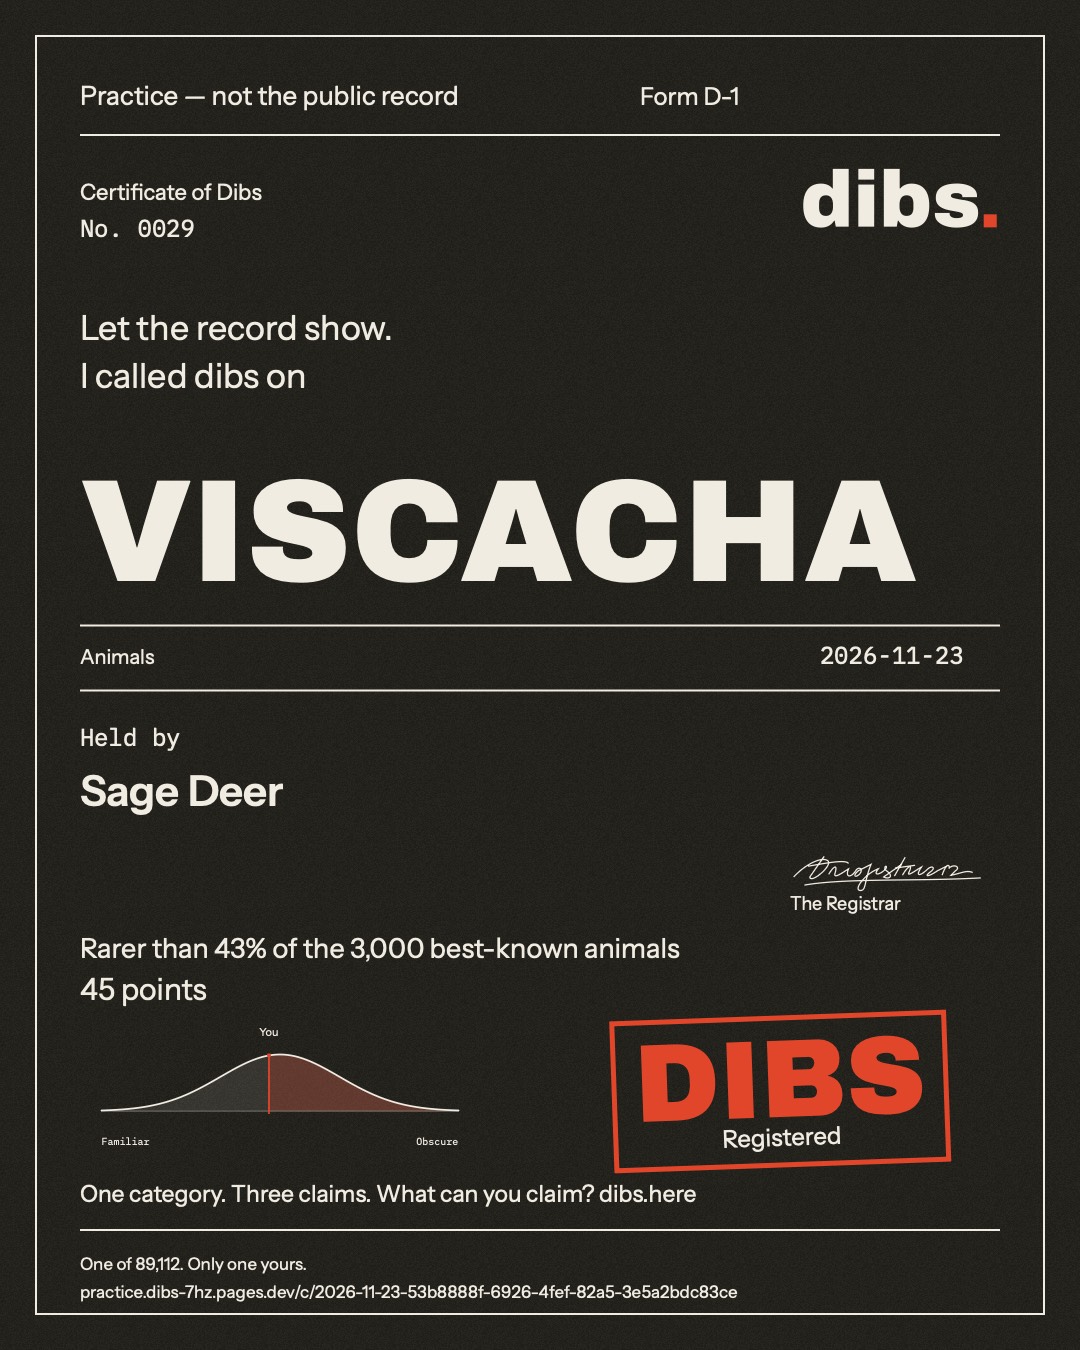 Practice — not the public record
Form D-1
Certificate of Dibs
No. 0029
dibs.
Let the record show.
I called dibs on
VISCACHA
Animals
2026-11-23
Held by
Sage Deer
The Registrar
Rarer than 43% of the 3,000 best-known animals
45 points
You
Familiar
Obscure
DIBS
Registered
One category. Three claims. What can you claim? dibs.here
One of 89,112. Only one yours.
practice.dibs-7hz.pages.dev/c/2026-11-23-53b8888f-6926-4fef-82a5-3e5a2bdc83ce